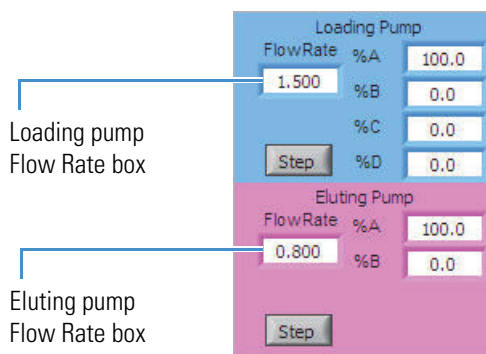 Loading Pump
FlowRate %A 100.0
1.500 %B 0.0
%C 0.0
Step %D 0.0
Loading pump
Flow Rate box
Eluting Pump
FlowRate %A 100.0
0.800 %B 0.0
Step
Eluting pump
Flow Rate box